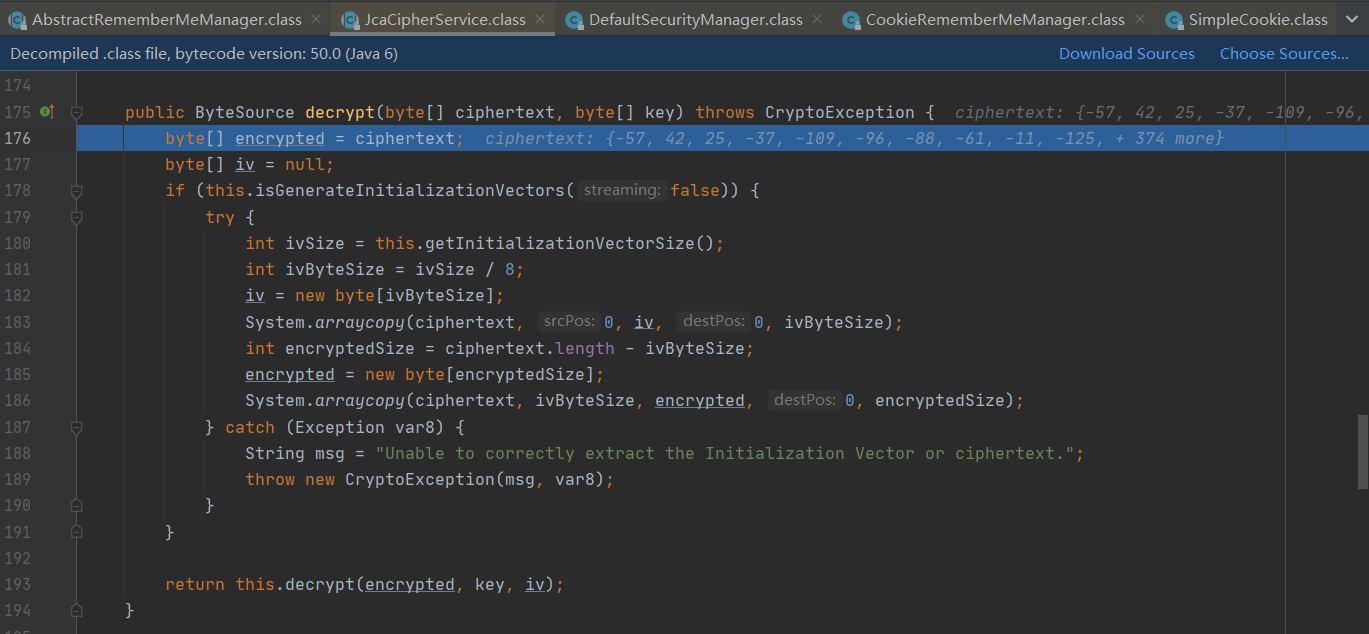 AbstractRememberMeManager.class × JcaCipherService.class × DefaultSecurityManager.class × CookieRememberMeManager.class × SimpleCookie.class
Decompiled .class file, bytecode version: 50.0 (Java 6) Download Sources Choose Sources...
174
175 public ByteSource decrypt(byte[] ciphertext, byte[] key) throws CryptoException { ciphertext: {-57, 42, 25, -37, -109, -96,
176 byte[] encrypted = ciphertext; ciphertext: {-57, 42, 25, -37, -109, -96, -88, -61, -11, -125, + 374 more}
177 byte[] iv = null;
178 if (this.isGenerateInitializationVectors( streaming: false)) {
179 try {
180 int ivSize = this.getInitializationVectorSize();
181 int ivByteSize = ivSize / 8;
182 iv = new byte[ivByteSize];
183 System.arraycopy(ciphertext, srcPos: 0, iv, destPos: 0, ivByteSize);
184 int encryptedSize = ciphertext.length - ivByteSize;
185 encrypted = new byte[encryptedSize];
186 System.arraycopy(ciphertext, ivByteSize, encrypted, destPos: 0, encryptedSize);
187 } catch (Exception var8) {
188 String msg = "Unable to correctly extract the Initialization Vector or ciphertext.";
189 throw new CryptoException(msg, var8);
190 }
191 }
192
193 return this.decrypt(encrypted, key, iv);
194 }